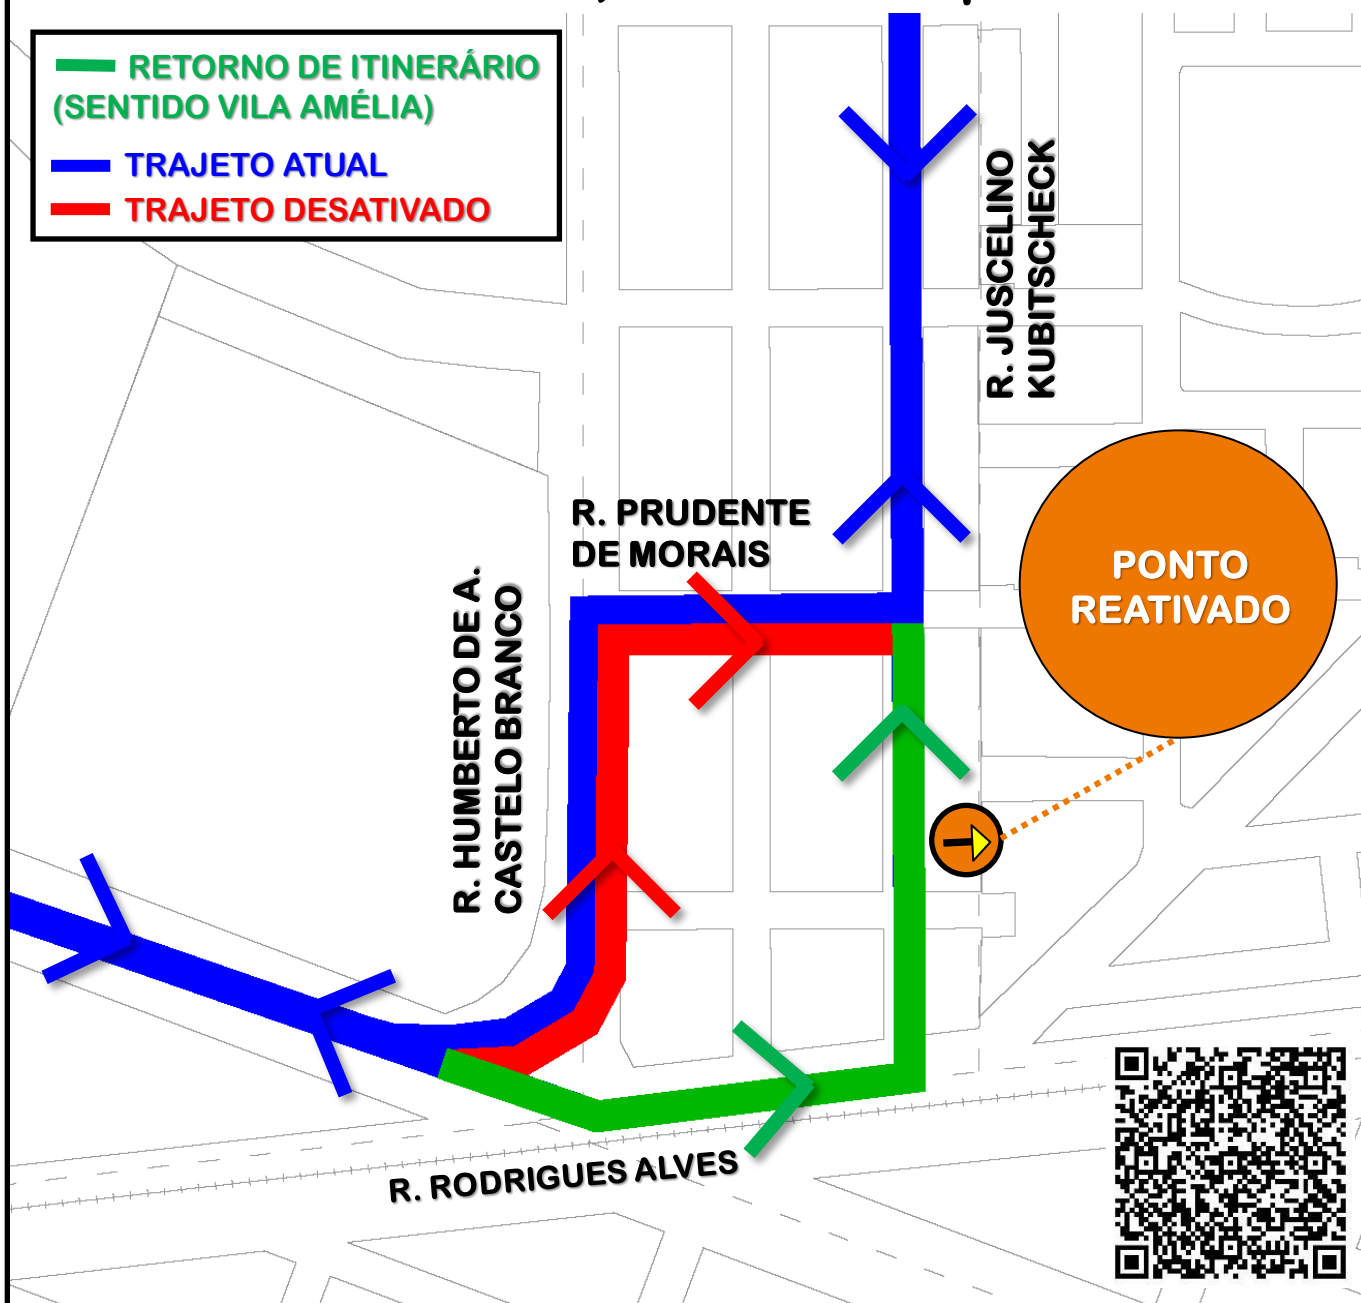 RETORNO DE ITINERÁRIO
(SENTIDO VILA AMÉLIA)
TRAJETO ATUAL
TRAJETO DESATIVADO
R. JUSCELINO
KUBITSCHECK
R. PRUDENTE
DE MORAIS
PONTO
REATIVADO
R. HUMBERTO DE A.
CASTELO BRANCO
R. RODRIGUES ALVES